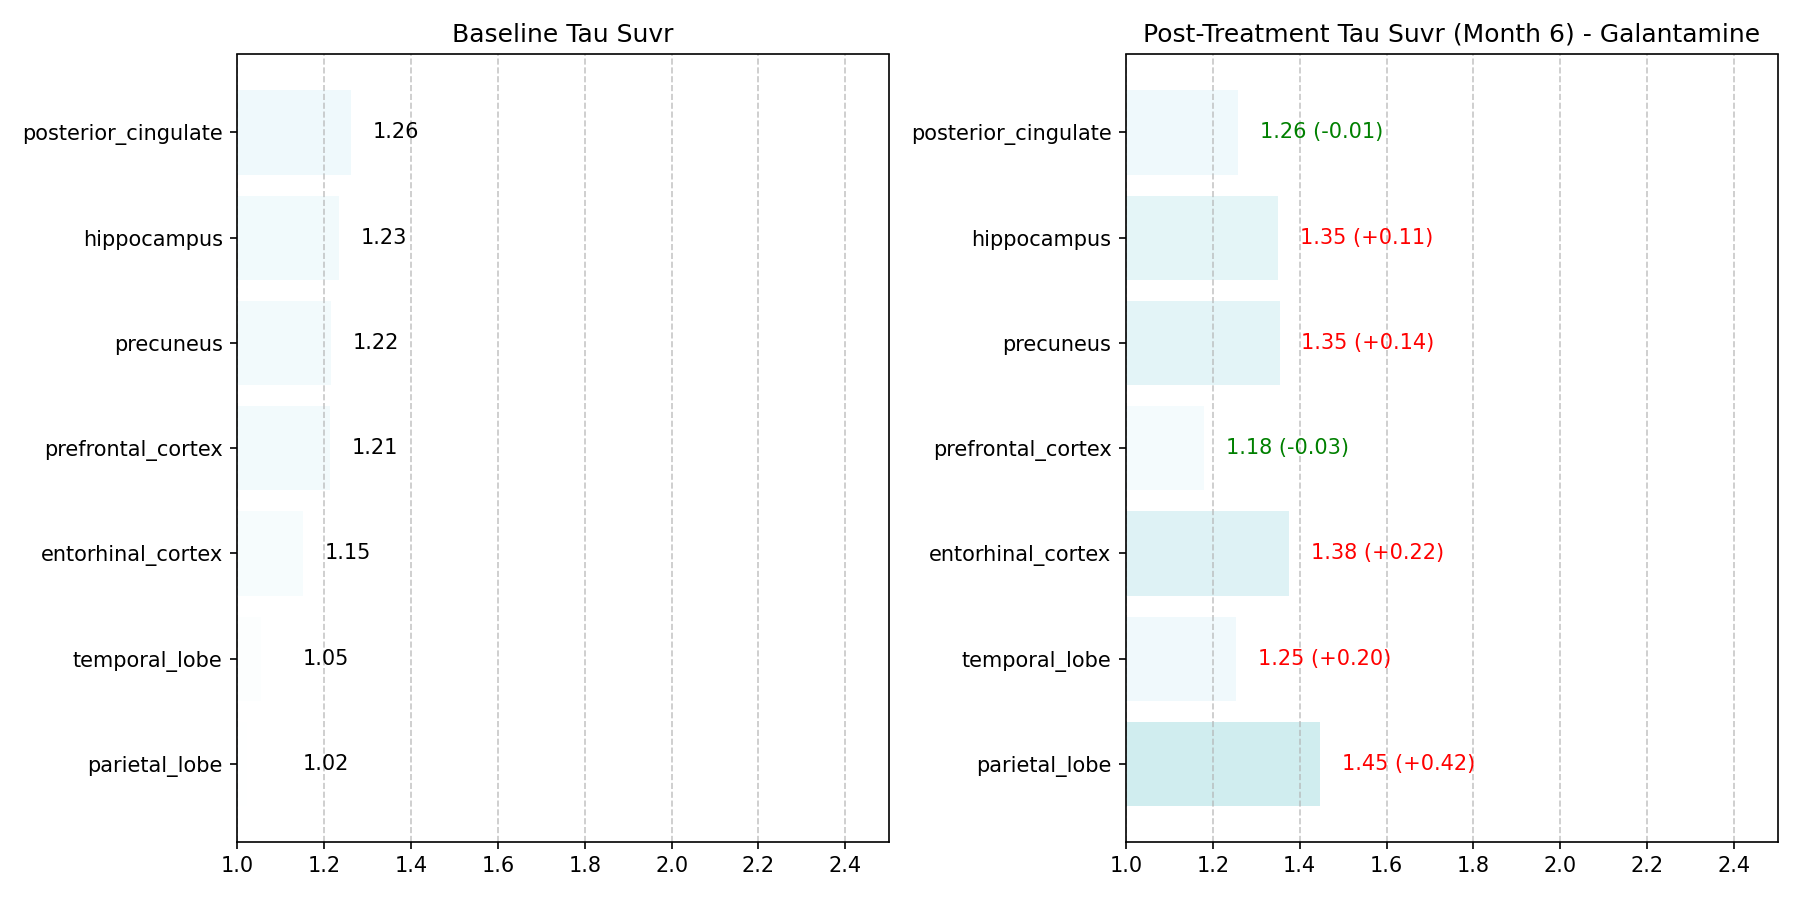 Baseline Tau Suvr
posterior_cingulate 1.26
hippocampus 1.23
precuneus 1.22
prefrontal_cortex 1.21
entorhinal_cortex 1.15
temporal_lobe 1.05
parietal_lobe 1.02
1.0 1.2 1.4 1.6 1.8 2.0 2.2 2.4
Post-Treatment Tau Suvr (Month 6) - Galantamine
posterior_cingulate 1.26 (-0.01)
hippocampus 1.35 (+0.11)
precuneus 1.35 (+0.14)
prefrontal_cortex 1.18 (-0.03)
entorhinal_cortex 1.38 (+0.22)
temporal_lobe 1.25 (+0.20)
parietal_lobe 1.45 (+0.42)
1.0 1.2 1.4 1.6 1.8 2.0 2.2 2.4